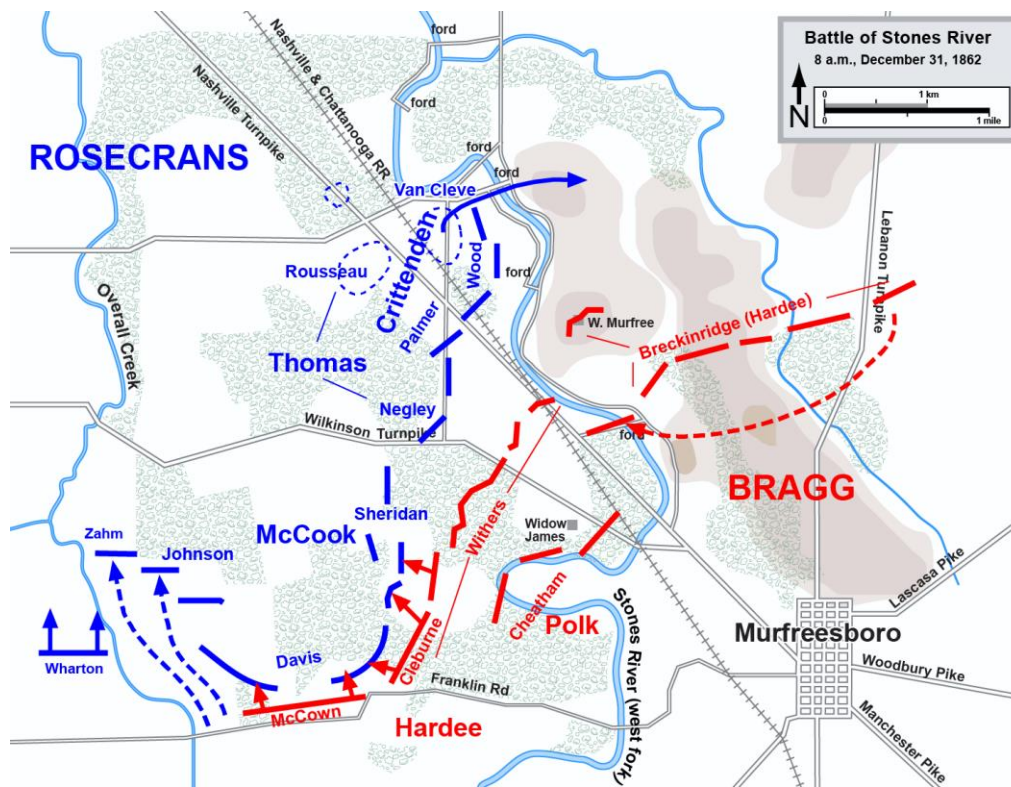 Battle of Stones River
8 a.m., December 31, 1862
N
0
1 km
0
1 mile
ford
ford
ford
ford
ford
ford
ford
ford
Nashville & Chattanooga RR
Nashville Turnpike
ROSECRANS
Van Cleve
Crittenden
Wood
Rousseau
Palmer
Thomas
Negley
Overall Creek
Wilkinson Turnpike
Lebanon Turnpike
W. Murfree
Breckinridge (Hardee)
BRAGG
McCook
Sheridan
Zahm
Johnson
Wharton
Davis
McCown
Cleburne
Withers
Widow
James
Cheatham
Polk
Franklin Rd
Hardee
Stones River (west fork)
Murfreesboro
Lascasa Pike
Woodbury Pike
Manchester Pike